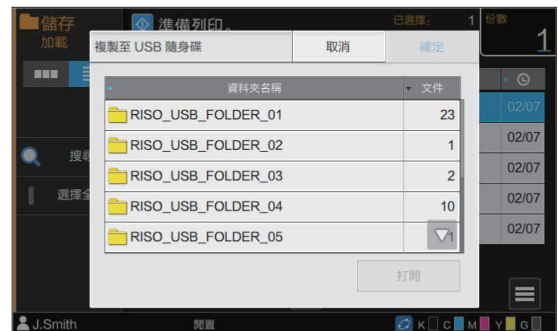 儲存
加載
準備列印。
已選擇： 1
份數
1
複製至 USB 隨身碟
取消
確定
資料夾名稱
文件
RISO_USB_FOLDER_01 23
RISO_USB_FOLDER_02 1
RISO_USB_FOLDER_03 2
RISO_USB_FOLDER_04 10
RISO_USB_FOLDER_05
打開
02/07
02/07
02/07
02/07
02/07
搜尋
選擇全
J.Smith
閒置
K C M Y G